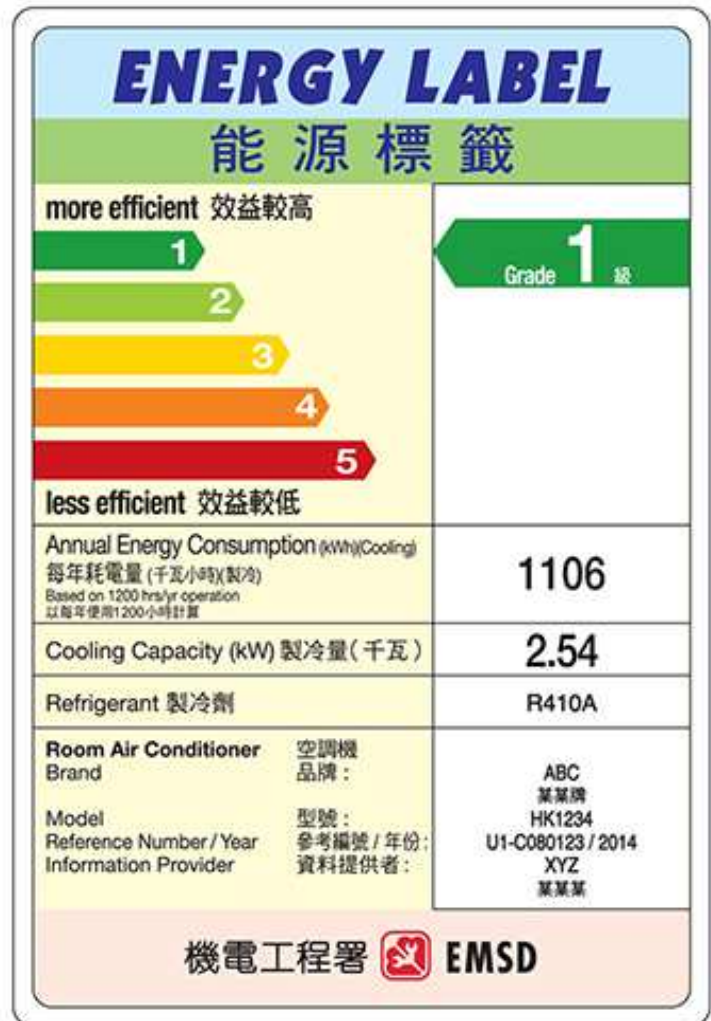 ENERGY LABEL
能源標籤
more efficient 效益較高
1
Grade 1 級
2
3
4
5
less efficient 效益較低
Annual Energy Consumption (kWh)(Cooling)
每年耗電量 (千瓦小時)(製冷)
Based on 1200 hrs/yr operation
以每年使用1200小時計算
1106
Cooling Capacity (kW) 製冷量(千瓦) 2.54
Refrigerant 製冷劑 R410A
Room Air Conditioner 空調機
Brand 品牌 : ABC
某某牌
Model 型號 : HK1234
Reference Number / Year 參考編號 / 年份 : U1-C080123 / 2014
Information Provider 資料提供者 : XYZ
某某某
機電工程署 EMSD